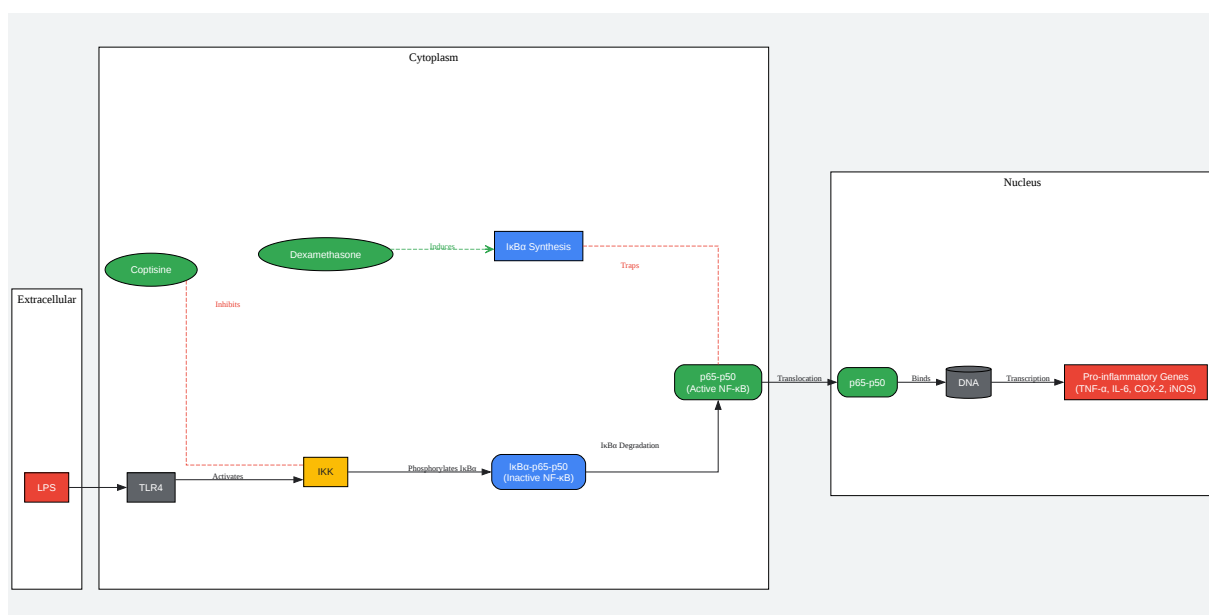 Cytoplasm
Nucleus
Extracellular
Dexamethasone
Induces
IκBα Synthesis
Traps
Coptisine
Inhibits
p65-p50
(Active NF-κB)
Translocation
p65-p50
Binds
DNA
Transcription
Pro-inflammatory Genes
(TNF-α, IL-6, COX-2, iNOS)
IκBα Degradation
LPS
TLR4
Activates
IKK
Phosphorylates IκBα
IκBα-p65-p50
(Inactive NF-κB)